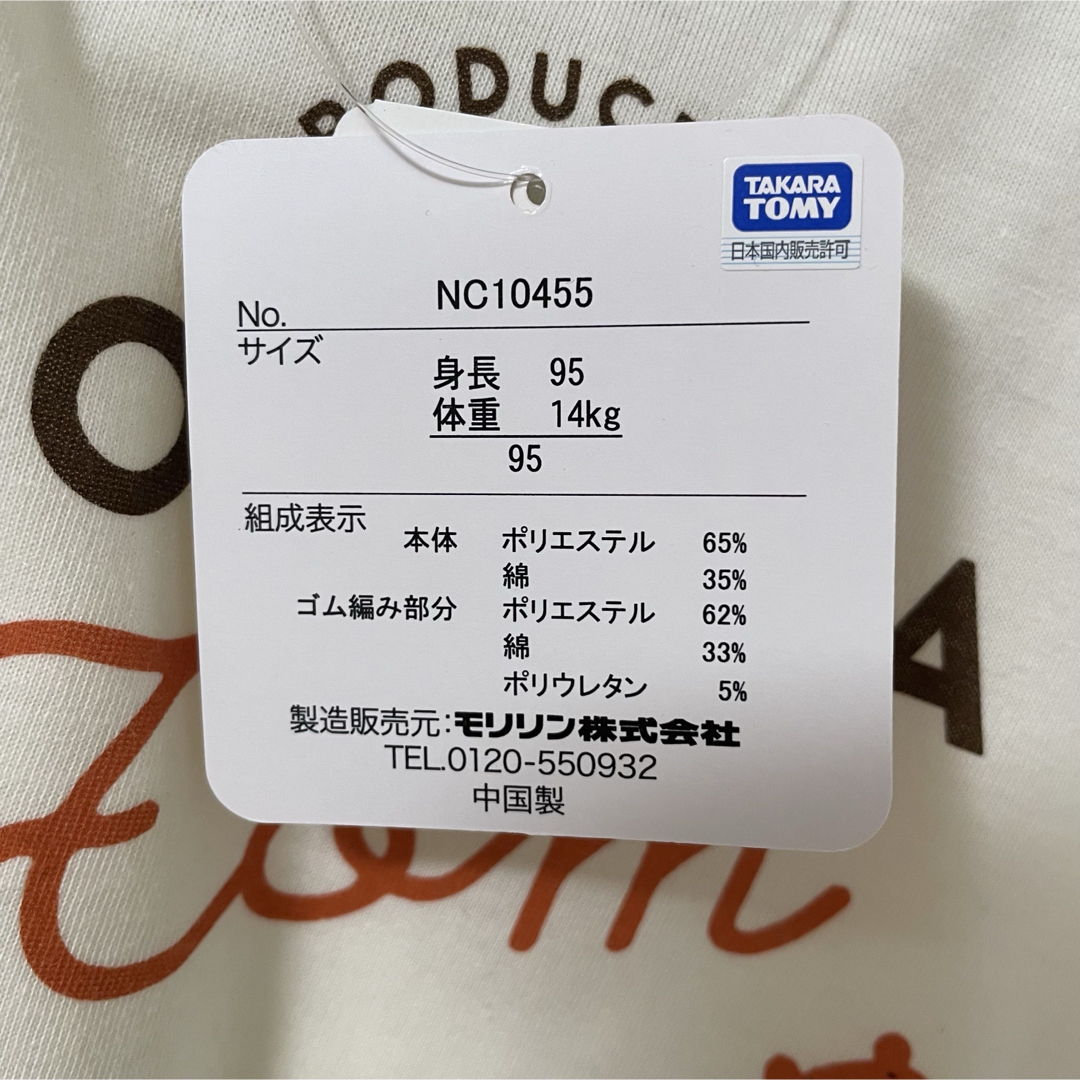 TAKARA
TOMY
日本国内販売許可
No. NC10455
サイズ
身長 95
体重 14kg
95
組成表示
本体 ポリエステル 65%
綿 35%
ゴム編み部分 ポリエステル 62%
綿 33%
ポリウレタン 5%
製造販売元:モリリン株式会社
TEL.0120-550932
中国製